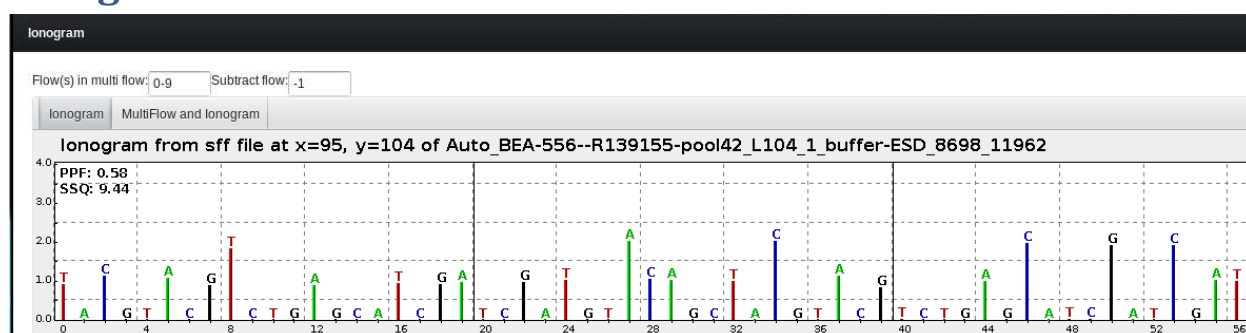 Ionogram
Flow(s) in multi flow: 0-9 Subtract flow: -1
Ionogram MultiFlow and Ionogram
Ionogram from sff file at x=95, y=104 of Auto_BEA-556--R139155-pool42_L104_1_buffer-ESD_8698_11962
4.0
PPF: 0.58
SSQ: 9.44
3.0
2.0
1.0
0.0
T A C G T A C G T C T G A G C A T C G A T C G A T G T A C A G C T A C G T A C G T C T G A G C A T C G A T C G A T
0 4 8 12 16 20 24 28 32 36 40 44 48 52 56